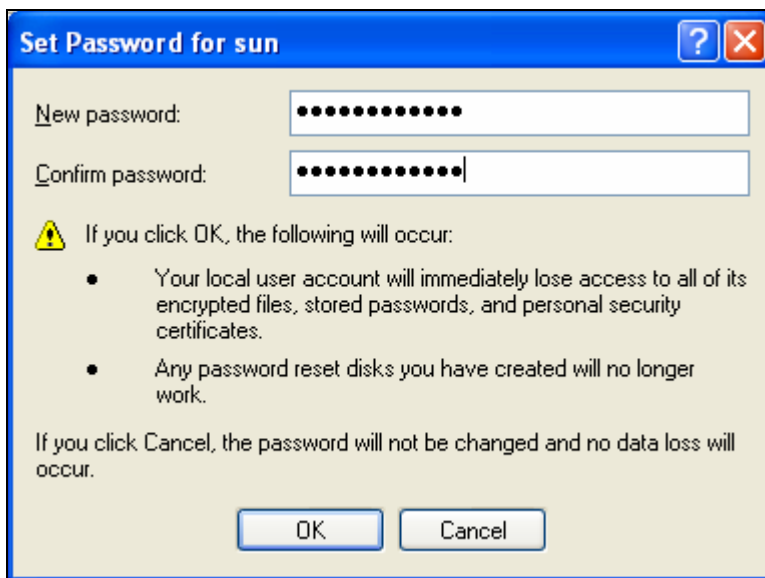 Set Password for sun
New password: ●●●●●●●●●●●●
Confirm password: ●●●●●●●●●●●●
If you click OK, the following will occur:
● Your local user account will immediately lose access to all of its
encrypted files, stored passwords, and personal security
certificates.
● Any password reset disks you have created will no longer
work.
If you click Cancel, the password will not be changed and no data loss will
occur.
OK Cancel